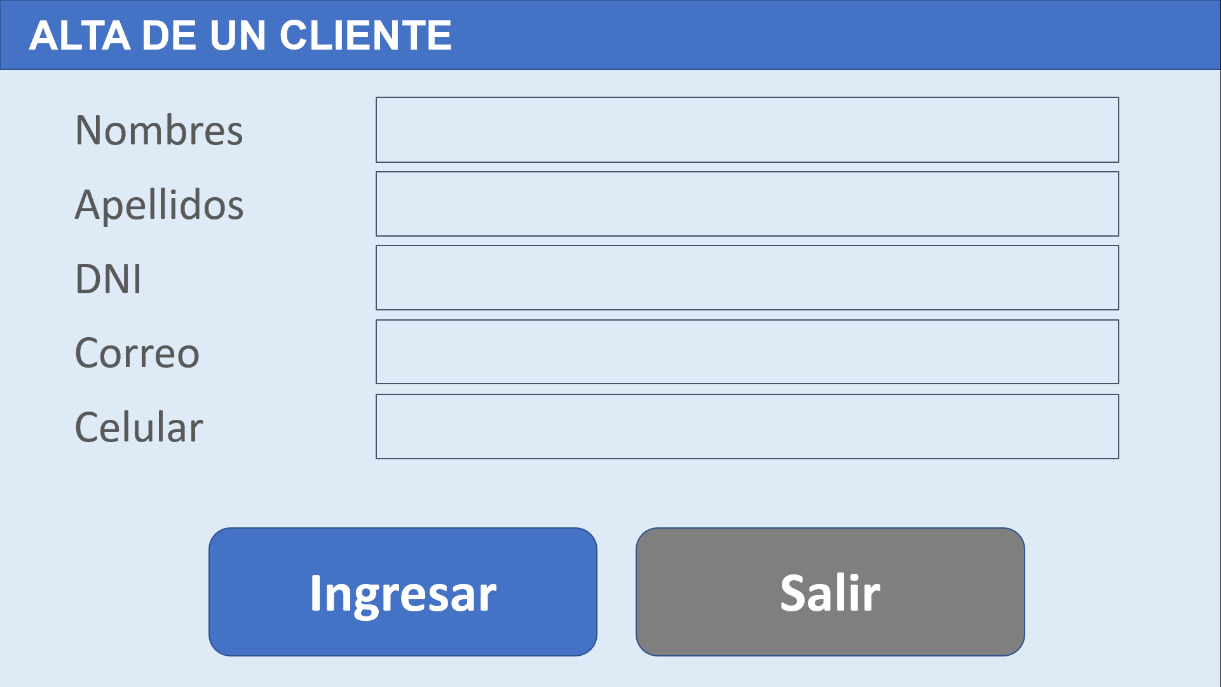 ALTA DE UN CLIENTE
Nombres
Apellidos
DNI
Correo
Celular
Ingresar
Salir